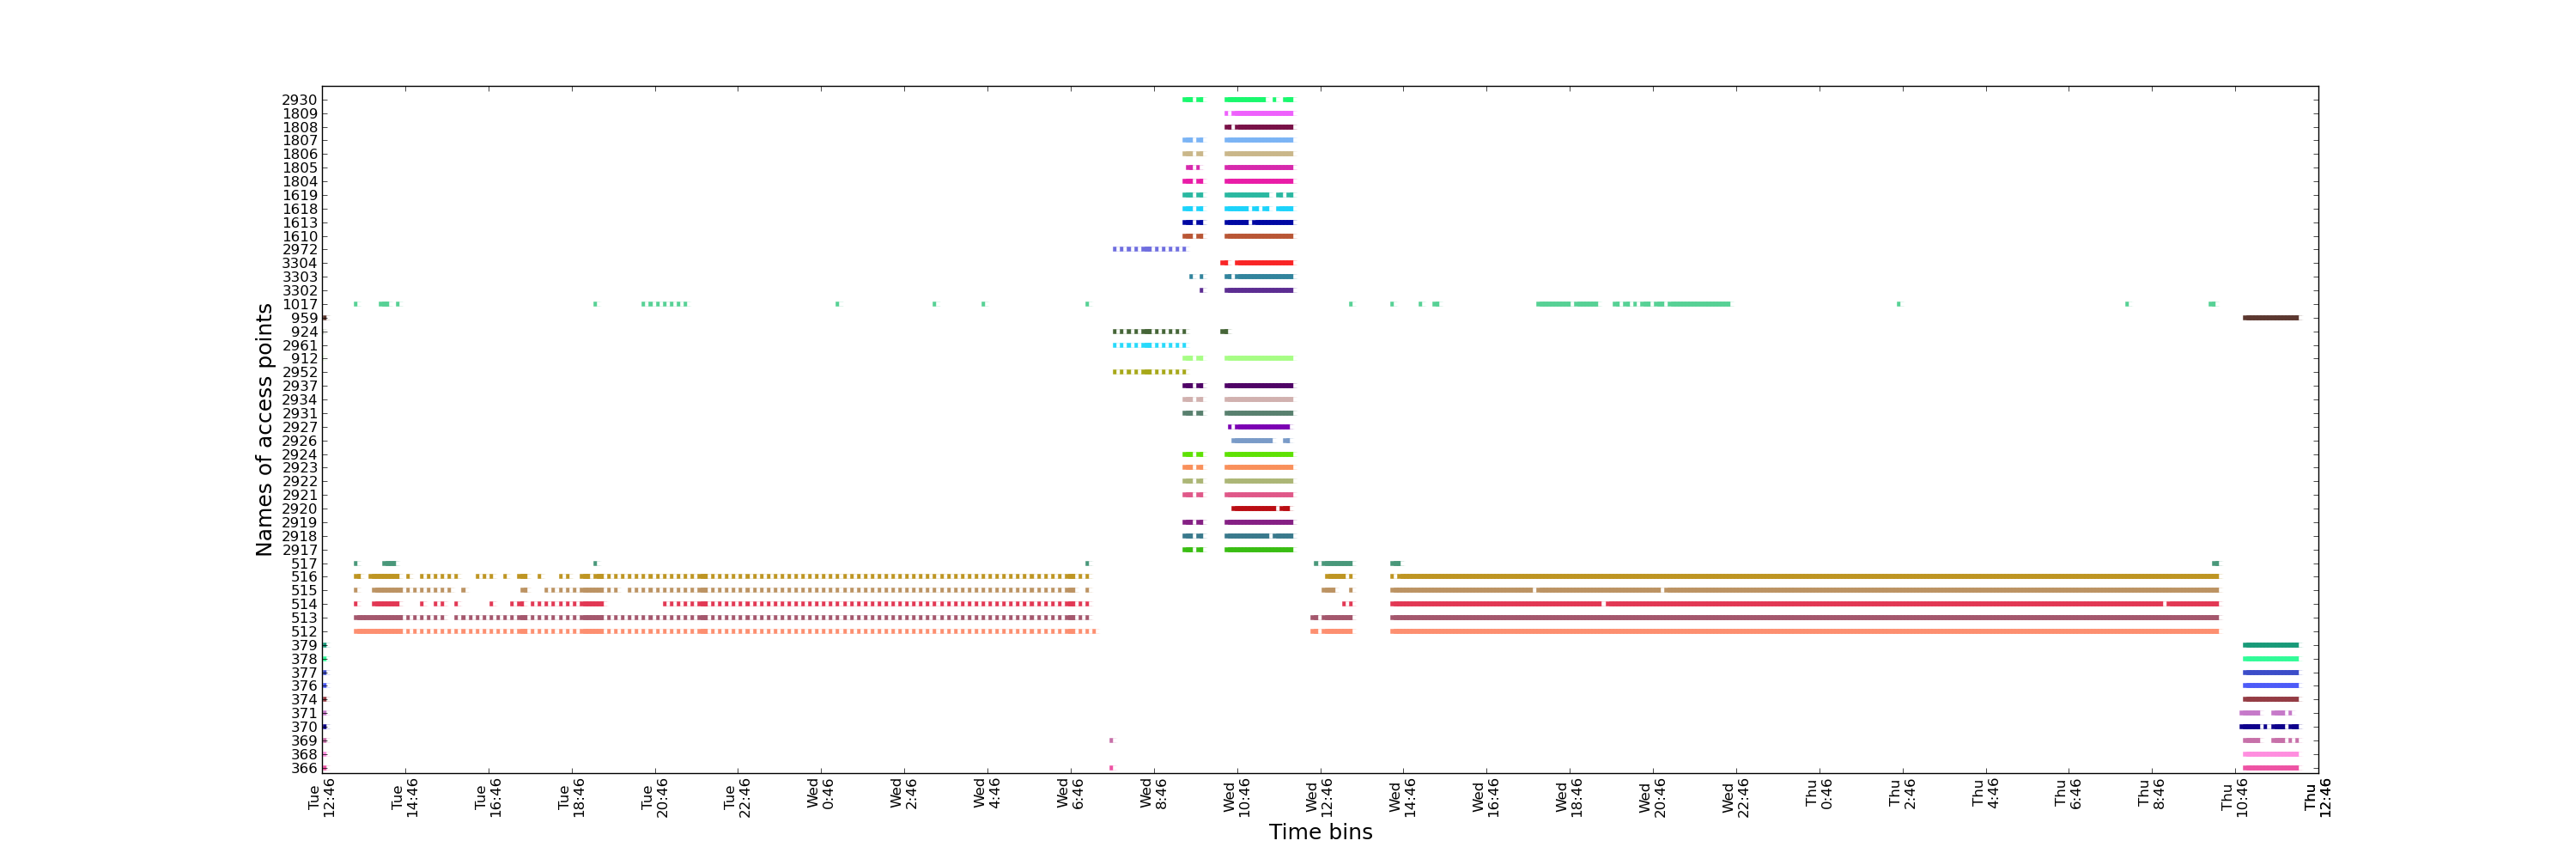 Names of access points
2930
1809
1808
1807
1806
1805
1804
1619
1618
1613
1610
2972
3304
3303
3302
1017
959
924
2961
912
2952
2937
2934
2931
2927
2926
2924
2923
2922
2921
2920
2919
2918
2917
517
516
515
514
513
512
379
378
377
376
374
371
370
369
368
366
Tue
12:46
Tue
14:46
Tue
16:46
Tue
18:46
Tue
20:46
Tue
22:46
Wed
0:46
Wed
2:46
Wed
4:46
Wed
6:46
Wed
8:46
Wed
10:46
Wed
12:46
Wed
14:46
Wed
16:46
Wed
18:46
Wed
20:46
Wed
22:46
Thu
0:46
Thu
2:46
Thu
4:46
Thu
6:46
Thu
8:46
Thu
10:46
Thu
12:46
Time bins